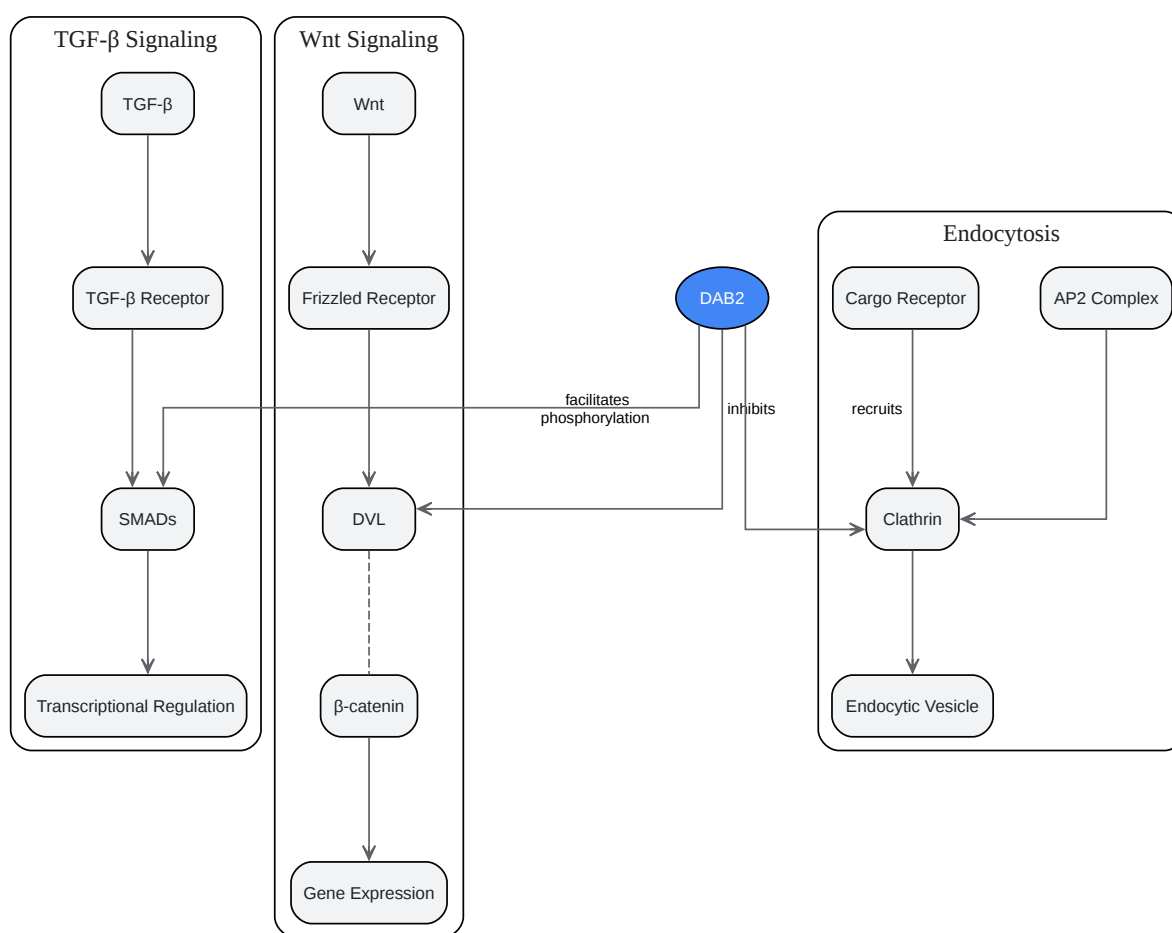 TGF-β Signaling
TGF-β
TGF-β Receptor
SMADs
Transcriptional Regulation
Wnt Signaling
Wnt
Frizzled Receptor
DVL
β-catenin
Gene Expression
DAB2
facilitates
phosphorylation
inhibits
Endocytosis
Cargo Receptor
AP2 Complex
recruits
Clathrin
Endocytic Vesicle